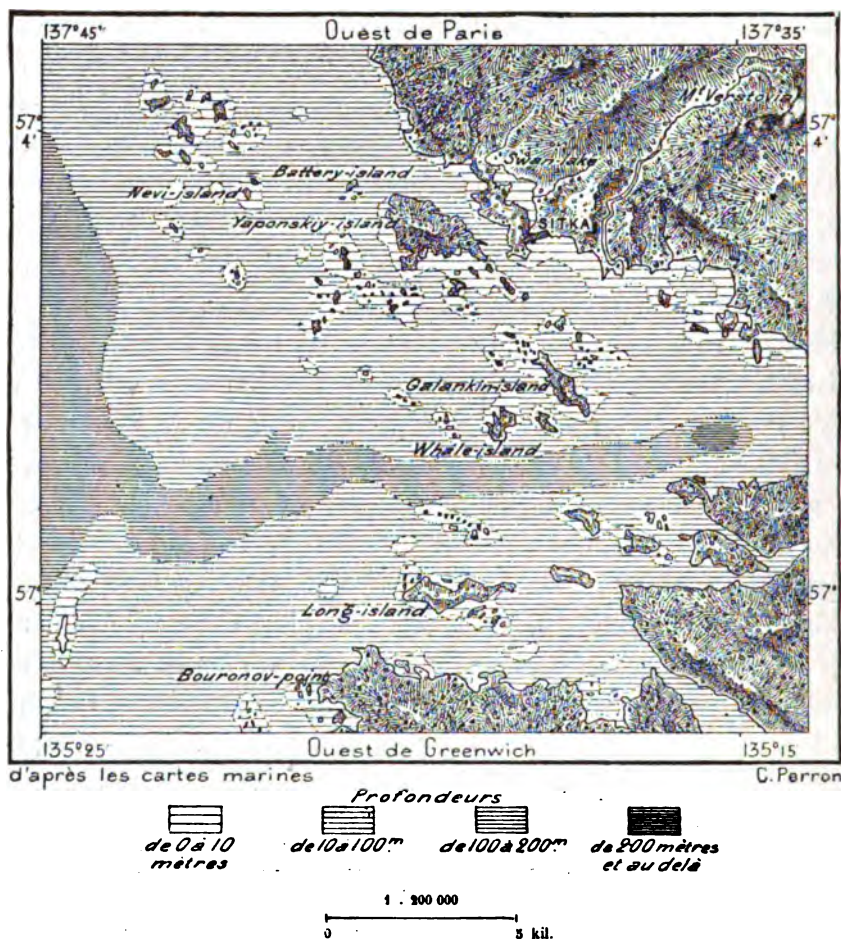 137°45' Ouest de Paris 137°35'
57° 4'
57° 4'
Mt Verstovia
Swan-lake
Battery-island
Nevi-island
Yaponskiy-island
SITKA
Galankin-island
Whale-island
57°
57°
Long-island
Bouronov-point
135°25' Ouest de Greenwich 135°15'
d'après les cartes marines C. Perron
Profondeurs
de 0 à 10 mètres
de 10 à 100m
de 100 à 200m
de 200 mètres et au delà
1 : 200 000
0 5 kil.